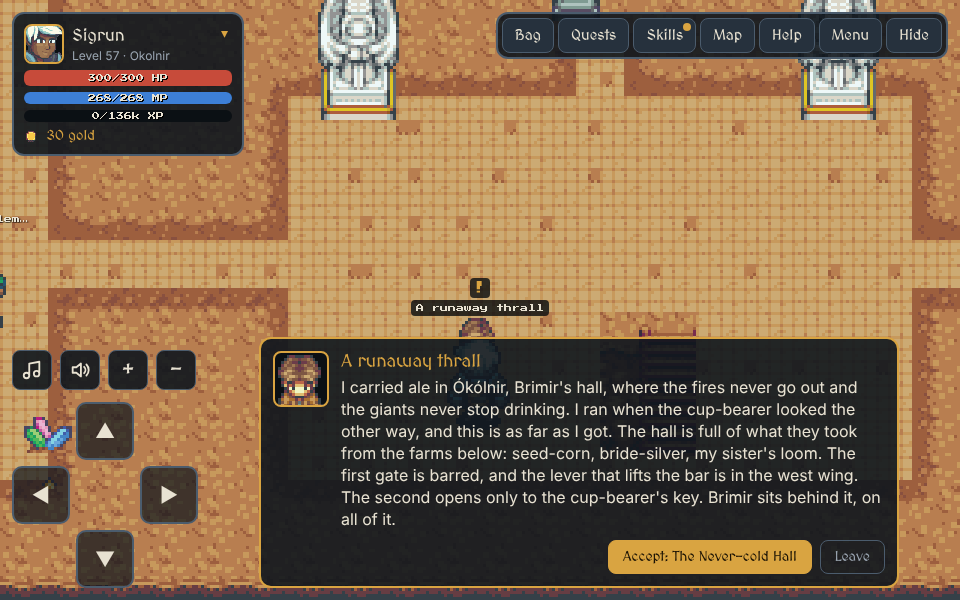 Sigrun
Level 57 · Okolnir
300/300 HP
268/268 MP
0/136k XP
30 gold
Bag
Quests
Skills
Map
Help
Menu
Hide
lem...
!
A runaway thrall
A runaway thrall
I carried ale in Ókólnir, Brimir's hall, where the fires never go out and
the giants never stop drinking. I ran when the cup-bearer looked the
other way, and this is as far as I got. The hall is full of what they took
from the farms below: seed-corn, bride-silver, my sister's loom. The
first gate is barred, and the lever that lifts the bar is in the west wing.
The second opens only to the cup-bearer's key. Brimir sits behind it, on
all of it.
Accept: The Never-cold Hall
Leave